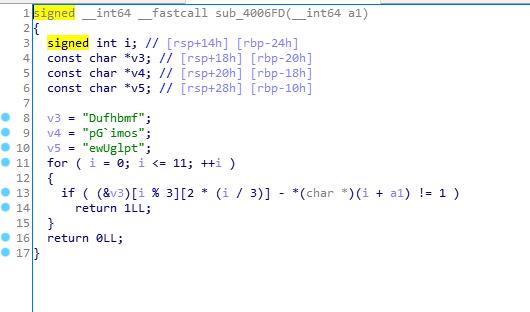 1 signed __int64 __fastcall sub_4006FD(__int64 a1)
2 {
3   signed int i; // [rsp+14h] [rbp-24h]
4   const char *v3; // [rsp+18h] [rbp-20h]
5   const char *v4; // [rsp+20h] [rbp-18h]
6   const char *v5; // [rsp+28h] [rbp-10h]
7
8   v3 = "Dufhbmf";
9   v4 = "pG`imos";
10   v5 = "ewUglpt";
11   for ( i = 0; i <= 11; ++i )
12   {
13     if ( (&v3)[i % 3][2 * (i / 3)] - *(char *)(i + a1) != 1 )
14       return 1LL;
15   }
16   return 0LL;
17 }